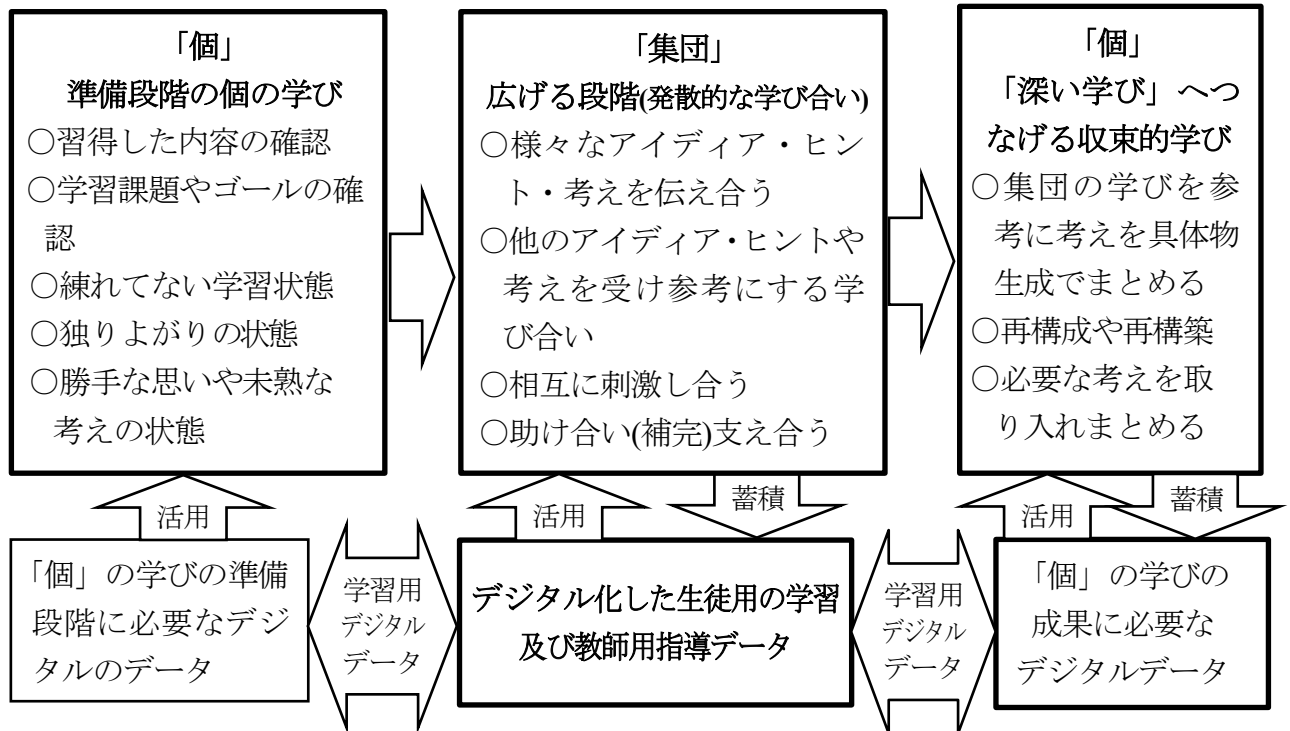 「個」
準備段階の個の学び
○習得した内容の確認
○学習課題やゴールの確
認
○練れてない学習状態
○独りよがりの状態
○勝手な思いや未熟な
考えの状態
「集団」
広げる段階(発散的な学び合い)
○様々なアイディア・ヒン
ト・考えを伝え合う
○他のアイディア・ヒントや
考えを受け参考にする学
び合い
○相互に刺激し合う
○助け合い(補完)支え合う
「個」
「深い学び」へつ
なげる収束的学び
○集団の学びを参
考に考えを具体物
生成でまとめる
○再構成や再構築
○必要な考えを取
り入れまとめる
活用
活用
蓄積
活用
蓄積
「個」の学びの準備
段階に必要なデジ
タルのデータ
学習用
デジタル
データ
デジタル化した生徒用の学習
及び教師用指導データ
学習用
デジタル
データ
「個」の学びの
成果に必要な
デジタルデータ